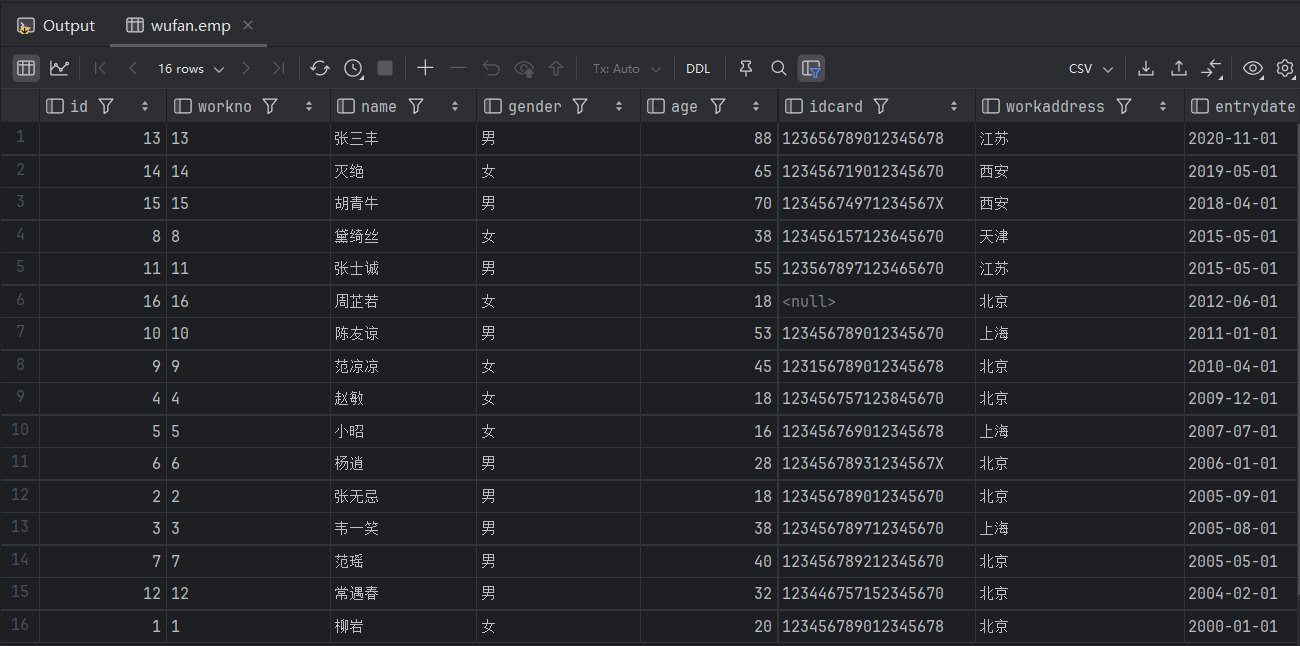 Output wufan.emp
16 rows Tx: Auto DDL CSV
id workno name gender age idcard workaddress entrydate
1 13 13 张三丰 男 88 123656789012345678 江苏 2020-11-01
2 14 14 灭绝 女 65 123456719012345670 西安 2019-05-01
3 15 15 胡青牛 男 70 12345674971234567X 西安 2018-04-01
4 8 8 黛绮丝 女 38 123456157123645670 天津 2015-05-01
5 11 11 张士诚 男 55 123567897123465670 江苏 2015-05-01
6 16 16 周芷若 女 18 <null> 北京 2012-06-01
7 10 10 陈友谅 男 53 123456789012345670 上海 2011-01-01
8 9 9 范凉凉 女 45 123156789012345678 北京 2010-04-01
9 4 4 赵敏 女 18 123456757123845670 北京 2009-12-01
10 5 5 小昭 女 16 123456769012345678 上海 2007-07-01
11 6 6 杨逍 男 28 12345678931234567X 北京 2006-01-01
12 2 2 张无忌 男 18 123456789012345670 北京 2005-09-01
13 3 3 韦一笑 男 38 123456789712345670 上海 2005-08-01
14 7 7 范瑶 男 40 123456789212345670 北京 2005-05-01
15 12 12 常遇春 男 32 123446757152345670 北京 2004-02-01
16 1 1 柳岩 女 20 123456789012345678 北京 2000-01-01